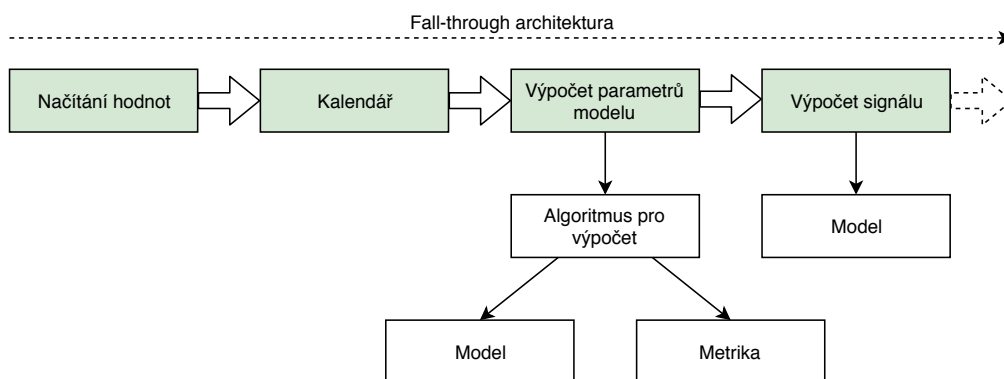 Fall-through architektura
Načítání hodnot
Kalendář
Výpočet parametrů
modelu
Výpočet signálu
Algoritmus pro
výpočet
Model
Model
Metrika